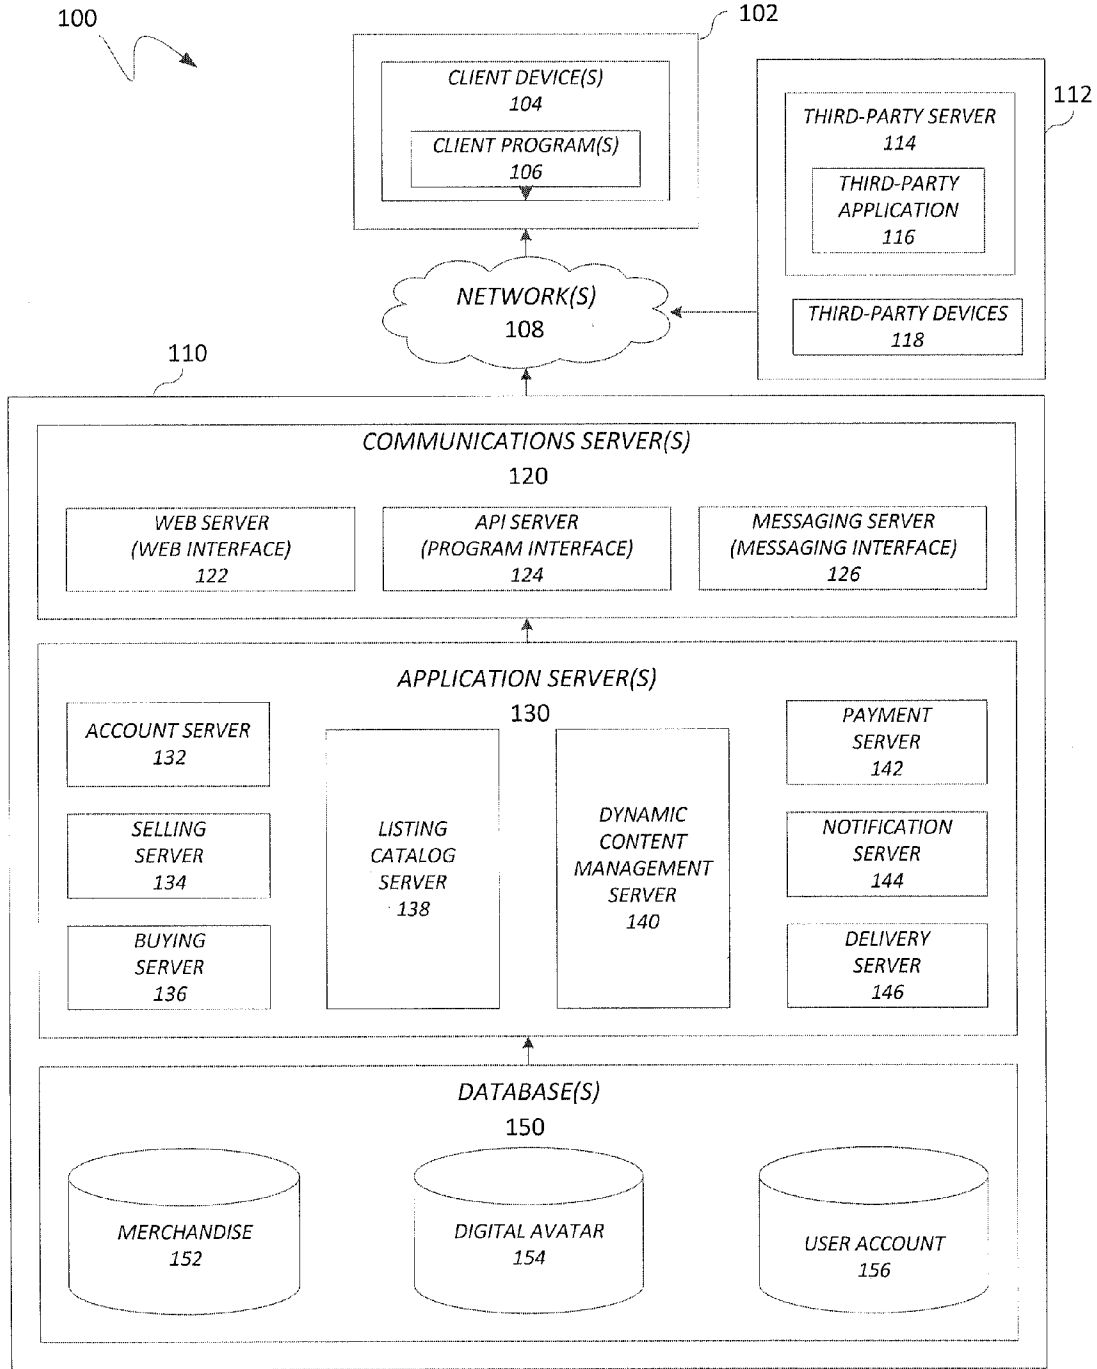 100
102
CLIENT DEVICE(S)
104
CLIENT PROGRAM(S)
106
112
THIRD-PARTY SERVER
114
THIRD-PARTY
APPLICATION
116
THIRD-PARTY DEVICES
118
NETWORK(S)
108
110
COMMUNICATIONS SERVER(S)
120
WEB SERVER
(WEB INTERFACE)
122
API SERVER
(PROGRAM INTERFACE)
124
MESSAGING SERVER
(MESSAGING INTERFACE)
126
APPLICATION SERVER(S)
130
ACCOUNT SERVER
132
SELLING
SERVER
134
BUYING
SERVER
136
LISTING
CATALOG
SERVER
138
DYNAMIC
CONTENT
MANAGEMENT
SERVER
140
PAYMENT
SERVER
142
NOTIFICATION
SERVER
144
DELIVERY
SERVER
146
DATABASE(S)
150
MERCHANDISE
152
DIGITAL AVATAR
154
USER ACCOUNT
156